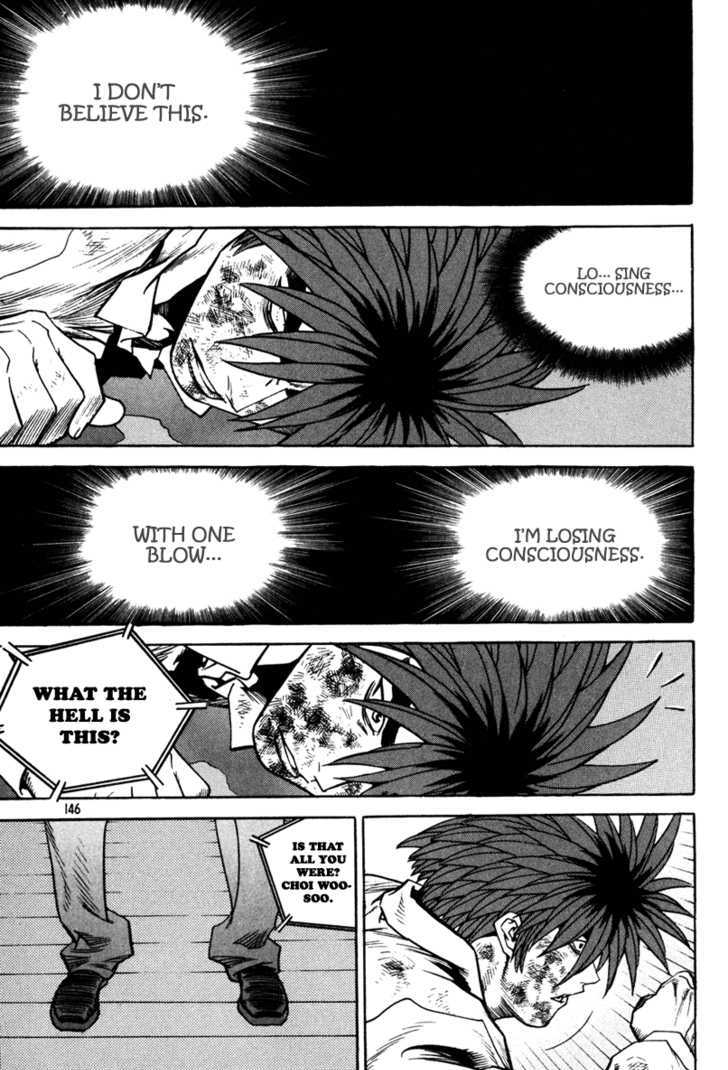 I DON'T
BELIEVE THIS.
LO... SING
CONSCIOUSNESS...
WITH ONE
BLOW...
I'M LOSING
CONSCIOUSNESS.
WHAT THE
HELL IS
THIS?
146
IS THAT
ALL YOU
WERE?
CHOI WOO-
SOO.